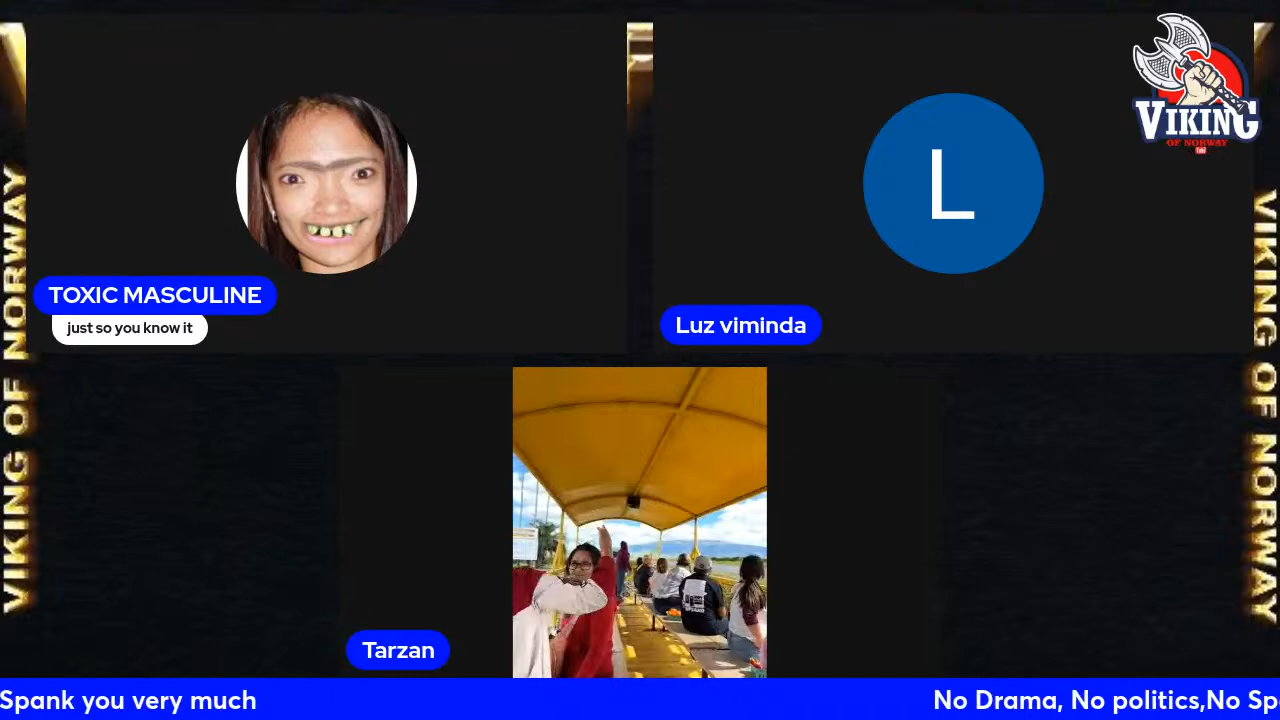 VIKING OF NORWAY
TOXIC MASCULINE
just so you know it
L
Luz viminda
VIKING
OF NORWAY
VIKING OF NORWAY
Tarzan
Spank you very much
No Drama, No politics,No Sp